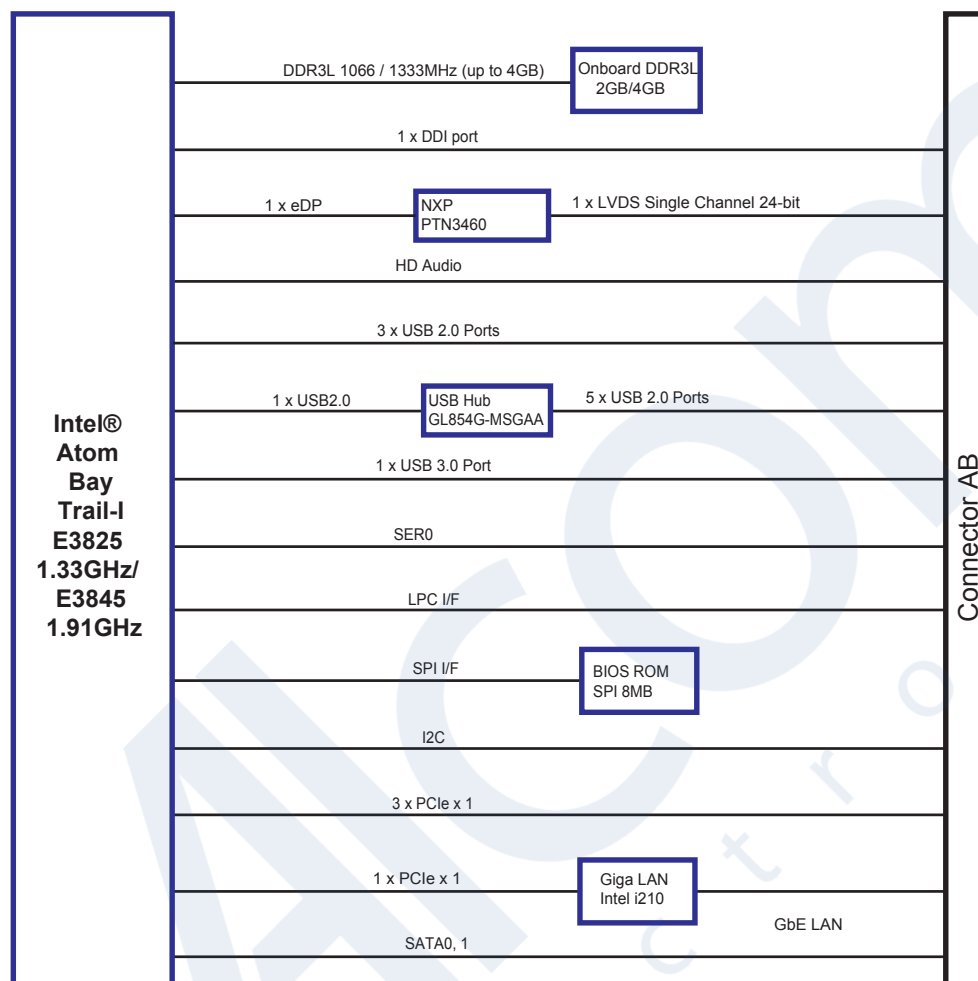 DDR3L 1066 / 1333MHz (up to 4GB)
Onboard DDR3L
2GB/4GB
1 x DDI port
1 x eDP
NXP
PTN3460
1 x LVDS Single Channel 24-bit
HD Audio
3 x USB 2.0 Ports
1 x USB2.0
USB Hub
GL854G-MSGAA
5 x USB 2.0 Ports
1 x USB 3.0 Port
Intel®
Atom
Bay
Trail-I
E3825
1.33GHz/
E3845
1.91GHz
SER0
LPC I/F
SPI I/F
BIOS ROM
SPI 8MB
I2C
3 x PCIe x 1
1 x PCIe x 1
Giga LAN
Intel i210
GbE LAN
SATA0, 1
Connector AB
Alcom
ctro